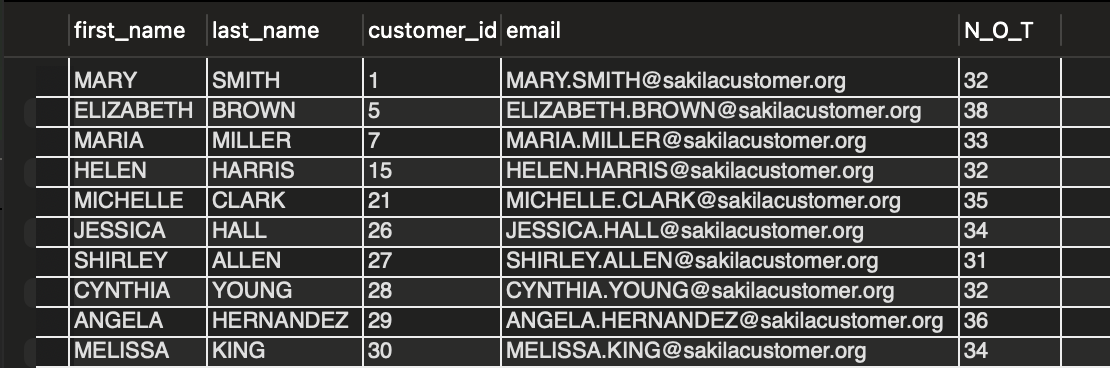 first_name last_name customer_id email N_O_T
MARY SMITH 1 MARY.SMITH@sakilacustomer.org 32
ELIZABETH BROWN 5 ELIZABETH.BROWN@sakilacustomer.org 38
MARIA MILLER 7 MARIA.MILLER@sakilacustomer.org 33
HELEN HARRIS 15 HELEN.HARRIS@sakilacustomer.org 32
MICHELLE CLARK 21 MICHELLE.CLARK@sakilacustomer.org 35
JESSICA HALL 26 JESSICA.HALL@sakilacustomer.org 34
SHIRLEY ALLEN 27 SHIRLEY.ALLEN@sakilacustomer.org 31
CYNTHIA YOUNG 28 CYNTHIA.YOUNG@sakilacustomer.org 32
ANGELA HERNANDEZ 29 ANGELA.HERNANDEZ@sakilacustomer.org 36
MELISSA KING 30 MELISSA.KING@sakilacustomer.org 34